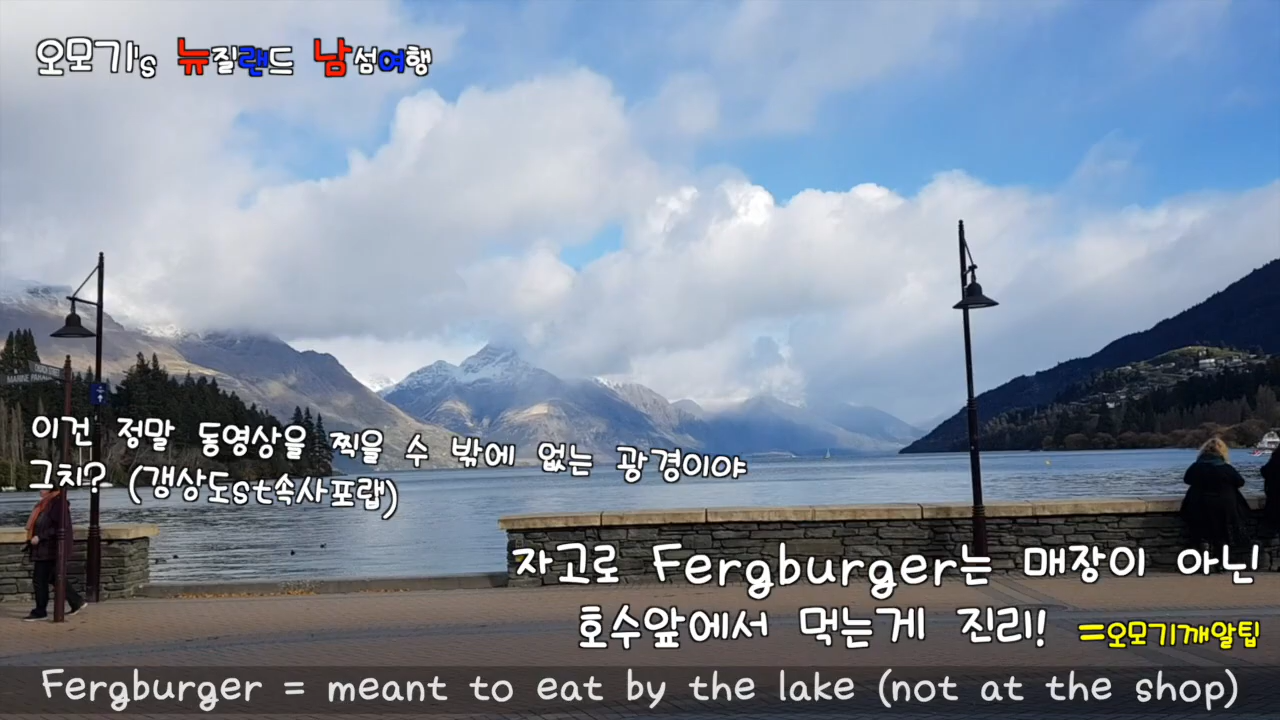 오모기's 뉴질랜드 남섬여행
MARINE PARA
이건 정말 동영상을 찍을 수 밖에 없는 광경이야
그치? (갱상도st속사포랩)
자고로 Fergburger는 매장이 아닌
호수앞에서 먹는게 진리! =오모기깨알팁
Fergburger = meant to eat by the lake (not at the shop)